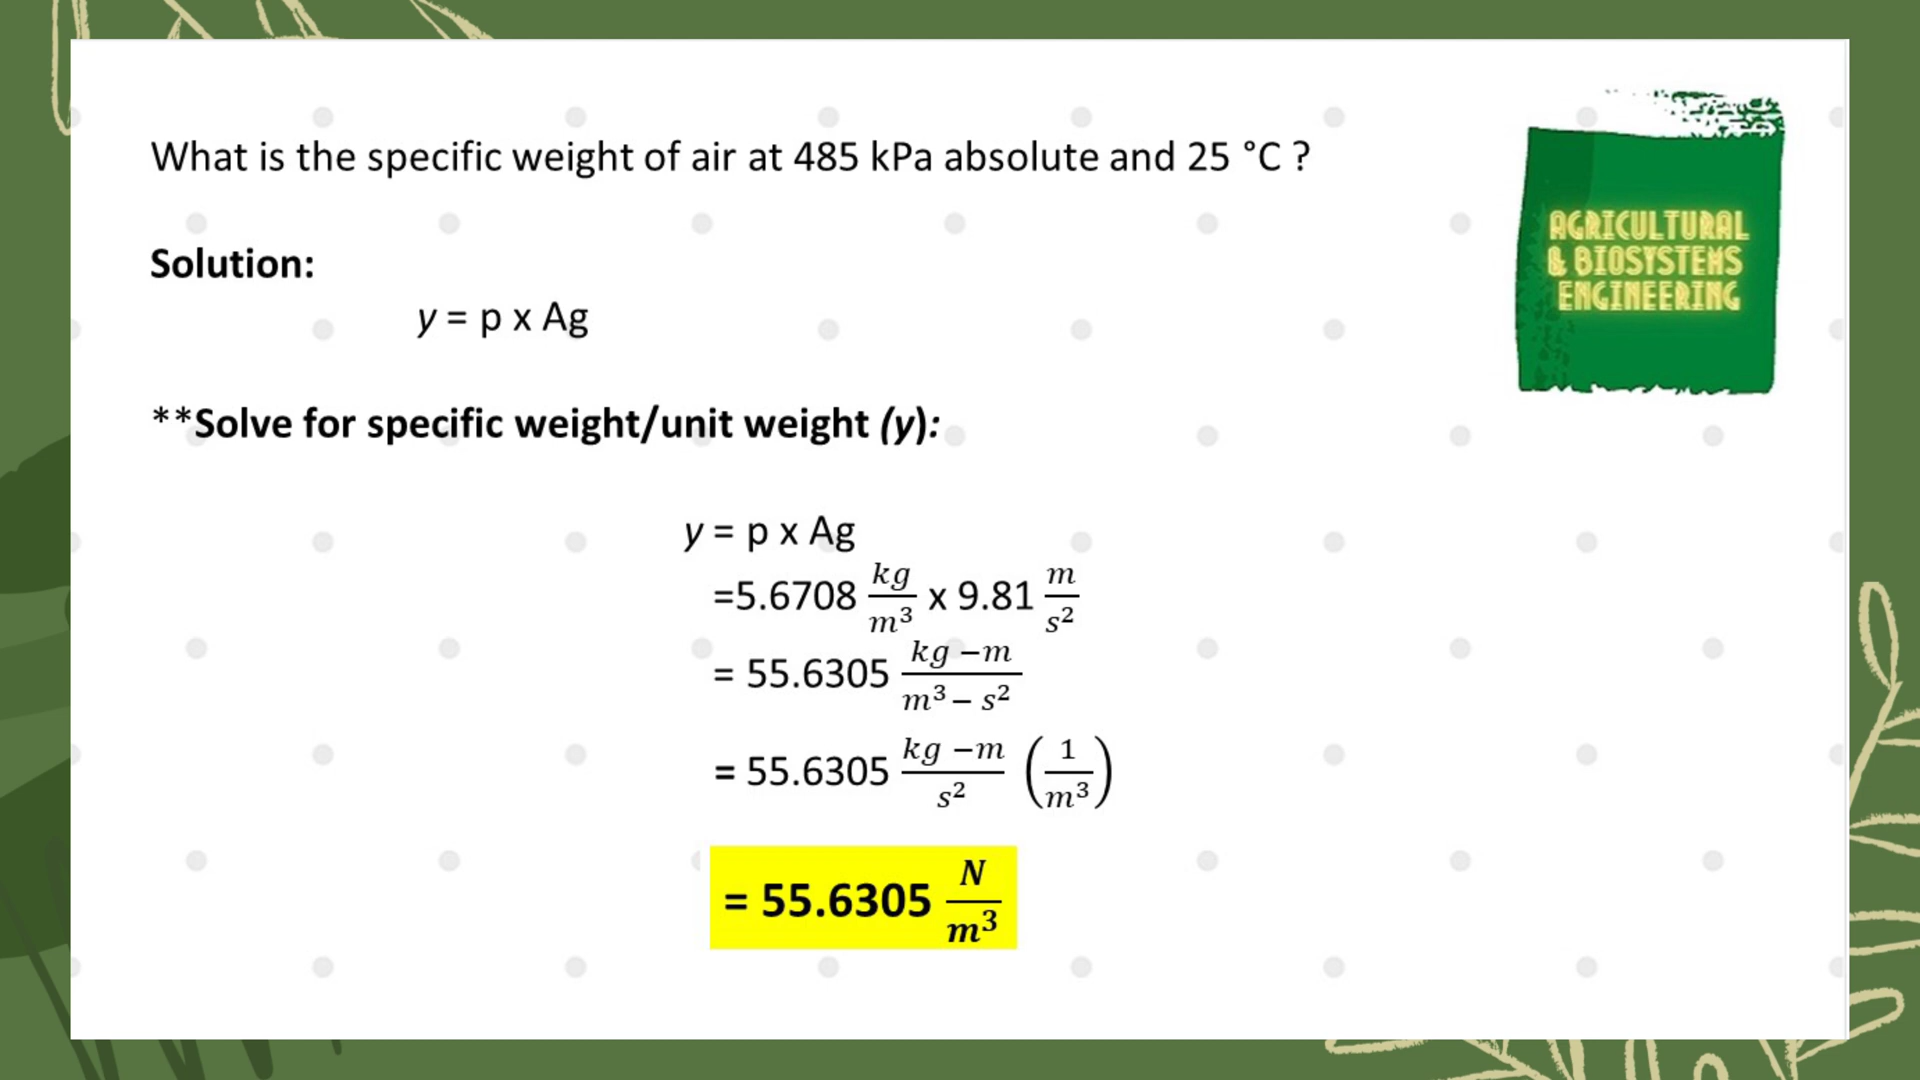 What is the specific weight of air at 485 kPa absolute and 25 °C ?
AGRICULTURAL
& BIOSYSTEMS
ENGINEERING
Solution:
y = p x Ag
**Solve for specific weight/unit weight (y):
y = p x Ag
=5.6708 kg/m³ x 9.81 m/s²
= 55.6305 kg –m/m³ – s²
= 55.6305 kg –m/s² (1/m³)
= 55.6305 N/m³